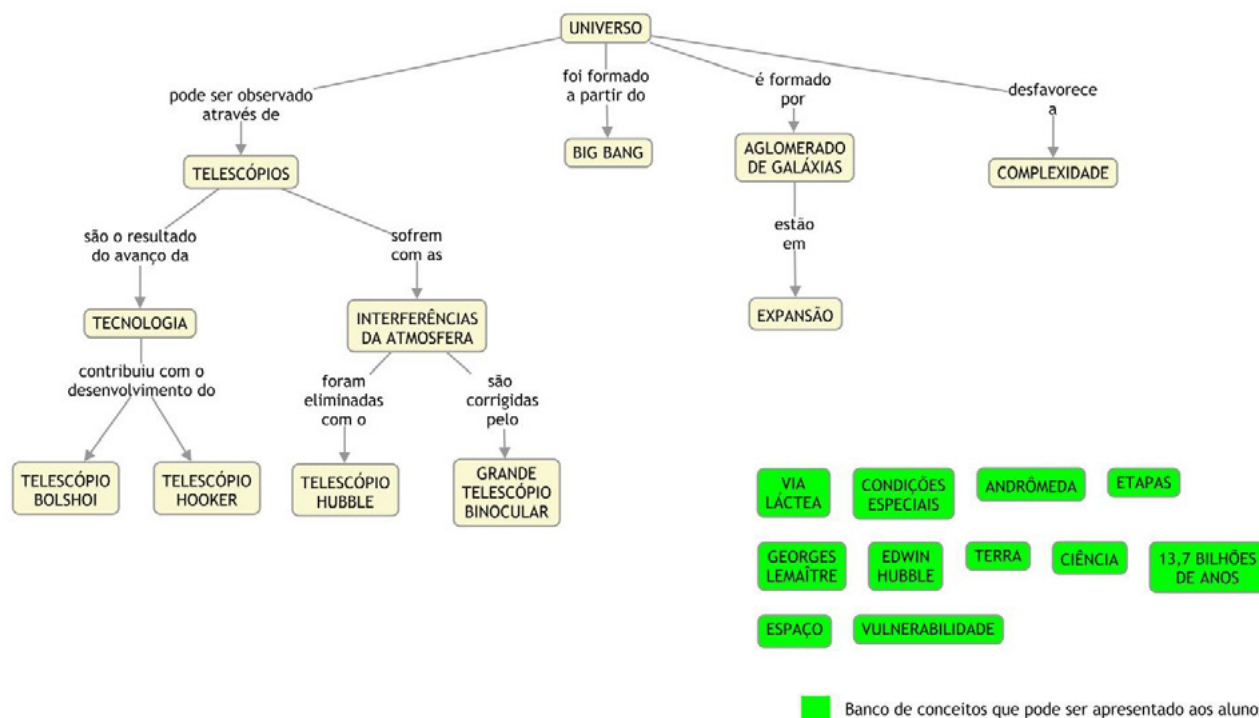 UNIVERSO
pode ser observado
através de
foi formado
a partir do
é formado
por
desfavorece
a
TELESCÓPIOS
BIG BANG
AGLOMERADO
DE GALÁXIAS
COMPLEXIDADE
são o resultado
do avanço da
sofrem
com as
estão
em
TECNOLOGIA
INTERFERÊNCIAS
DA ATMOSFERA
EXPANSÃO
contribuiu com o
desenvolvimento do
foram
eliminadas
com o
são
corrigidas
pelo
TELESCÓPIO
BOLSHOI
TELESCÓPIO
HOOKER
TELESCÓPIO
HUBBLE
GRANDE
TELESCÓPIO
BINOCULAR
VIA
LÁCTEA
CONDIÇÕES
ESPECIAIS
ANDRÔMEDA
ETAPAS
GEORGES
LEMAÎTRE
EDWIN
HUBBLE
TERRA
CIÊNCIA
13,7 BILHÕES
DE ANOS
ESPAÇO
VULNERABILIDADE
Banco de conceitos que pode ser apresentado aos aluno